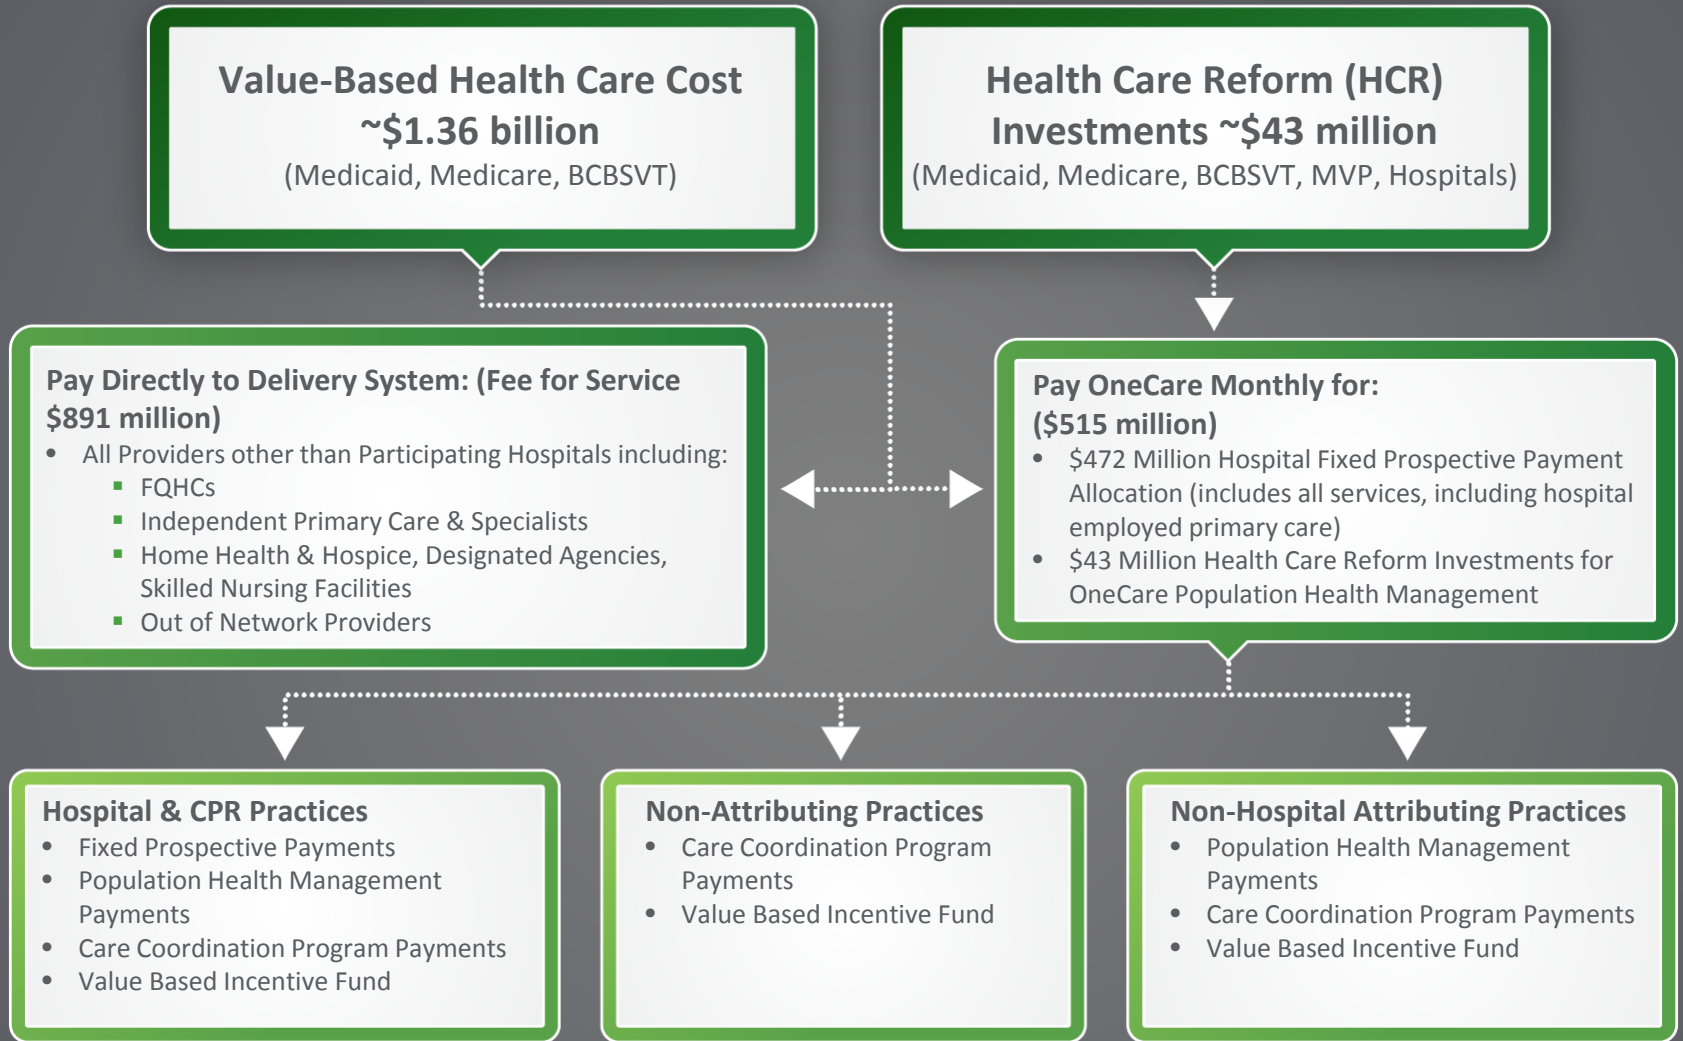 Value-Based Health Care Cost
~$1.36 billion
(Medicaid, Medicare, BCBSVT)
Health Care Reform (HCR)
Investments ~$43 million
(Medicaid, Medicare, BCBSVT, MVP, Hospitals)
Pay Directly to Delivery System: (Fee for Service
$891 million)
• All Providers other than Participating Hospitals including:
▪ FQHCs
▪ Independent Primary Care & Specialists
▪ Home Health & Hospice, Designated Agencies,
Skilled Nursing Facilities
▪ Out of Network Providers
Pay OneCare Monthly for:
($515 million)
• $472 Million Hospital Fixed Prospective Payment
Allocation (includes all services, including hospital
employed primary care)
• $43 Million Health Care Reform Investments for
OneCare Population Health Management
Hospital & CPR Practices
• Fixed Prospective Payments
• Population Health Management
Payments
• Care Coordination Program Payments
• Value Based Incentive Fund
Non-Attributing Practices
• Care Coordination Program
Payments
• Value Based Incentive Fund
Non-Hospital Attributing Practices
• Population Health Management
Payments
• Care Coordination Program Payments
• Value Based Incentive Fund